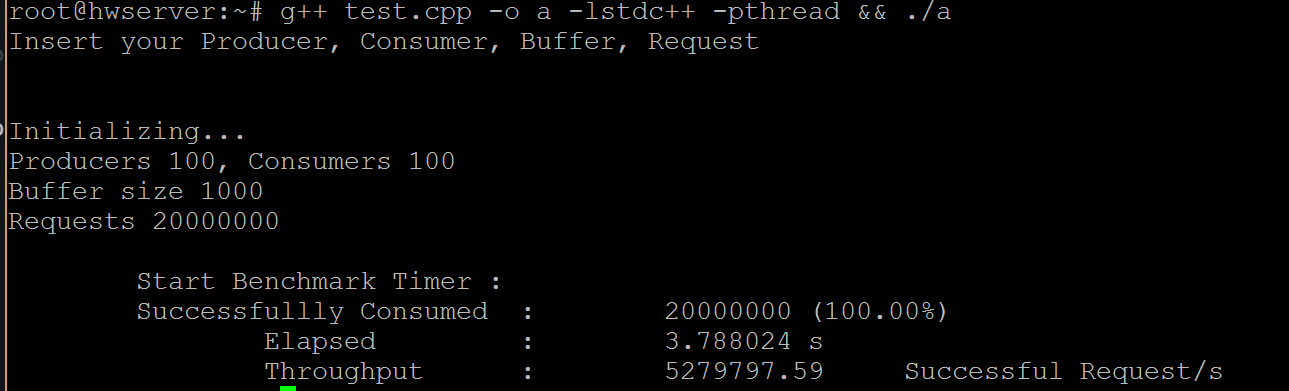 root@hwserver:~# g++ test.cpp -o a -lstdc++ -pthread && ./a
Insert your Producer, Consumer, Buffer, Request
Initializing...
Producers 100, Consumers 100
Buffer size 1000
Requests 20000000
Start Benchmark Timer :
Successfullly Consumed : 20000000 (100.00%)
Elapsed : 3.788024 s
Throughput : 5279797.59 Successful Request/s